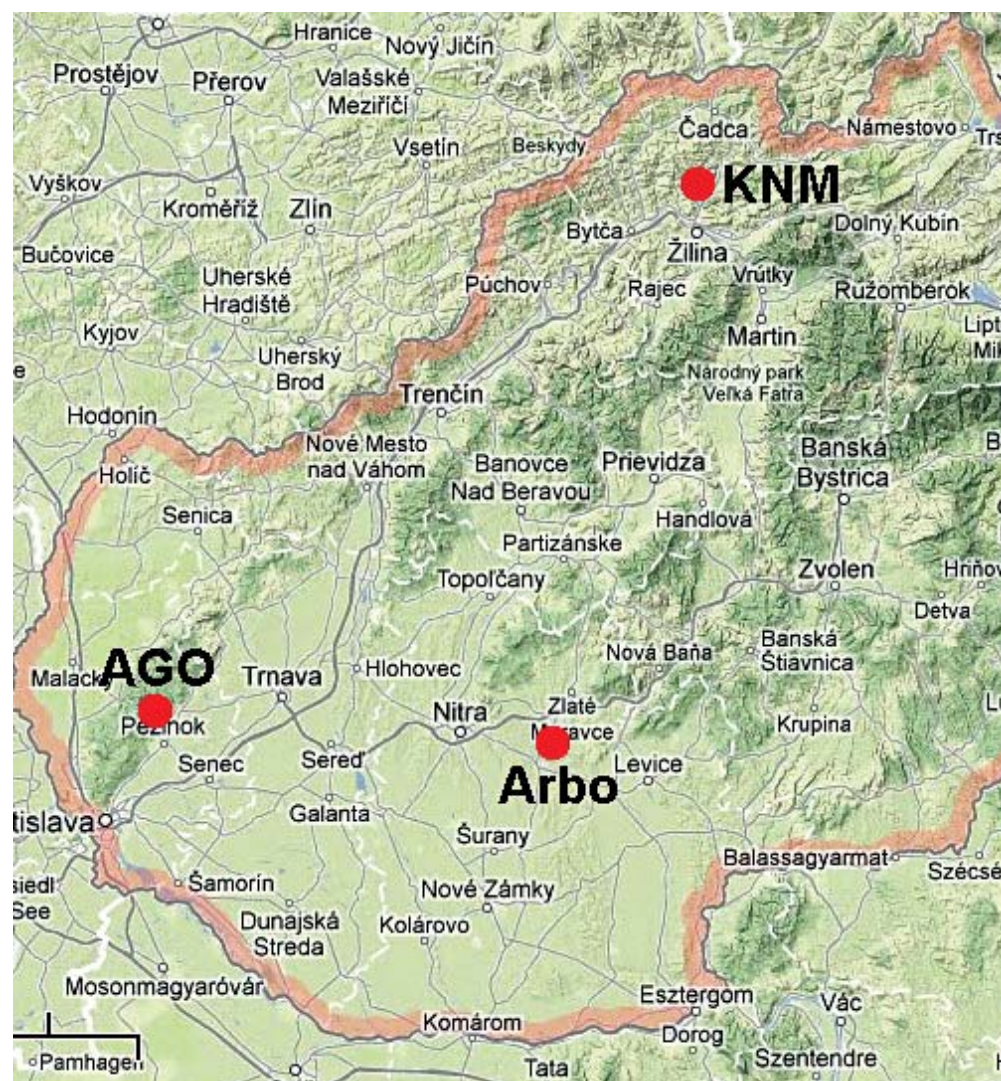 Hranice
Nový Jičín
Prostějov
Přerov
Valašské
Meziříčí
Čadca
Námestovo
Vsetín
Beskydy
Vyškov
KNM
Kroměříž
Zlín
Bytča
Dolný Kubín
Bučovice
Žilina
Uherské
Hradiště
Púchov
Rajec
Vrútky
Ružomberok
Kyjov
Martin
Uherský
Brod
Národný park
Veľká Fatra
Trenčín
Hodonín
Nové Mesto
nad Váhom
Banská
Bystrica
Holíč
Banovce
Nad Beravou
Prievidza
Senica
Handlová
Partizánske
Topoľčany
Zvolen
Detva
AGO
Malacky
Trnava
Hlohovec
Nová Baňa
Banská
Štiavnica
Pezinok
Nitra
Zlaté
Moravce
Krupina
Sereď
Senec
Levice
Arbo
Galanta
Šurany
Balassagyarmat
Šamorín
Nové Zámky
Dunajská
Streda
Kolárovo
Mosonmagyaróvár
Esztergom
Vác
Komárom
Dorog
Pamhagen
Tata
Szentendre